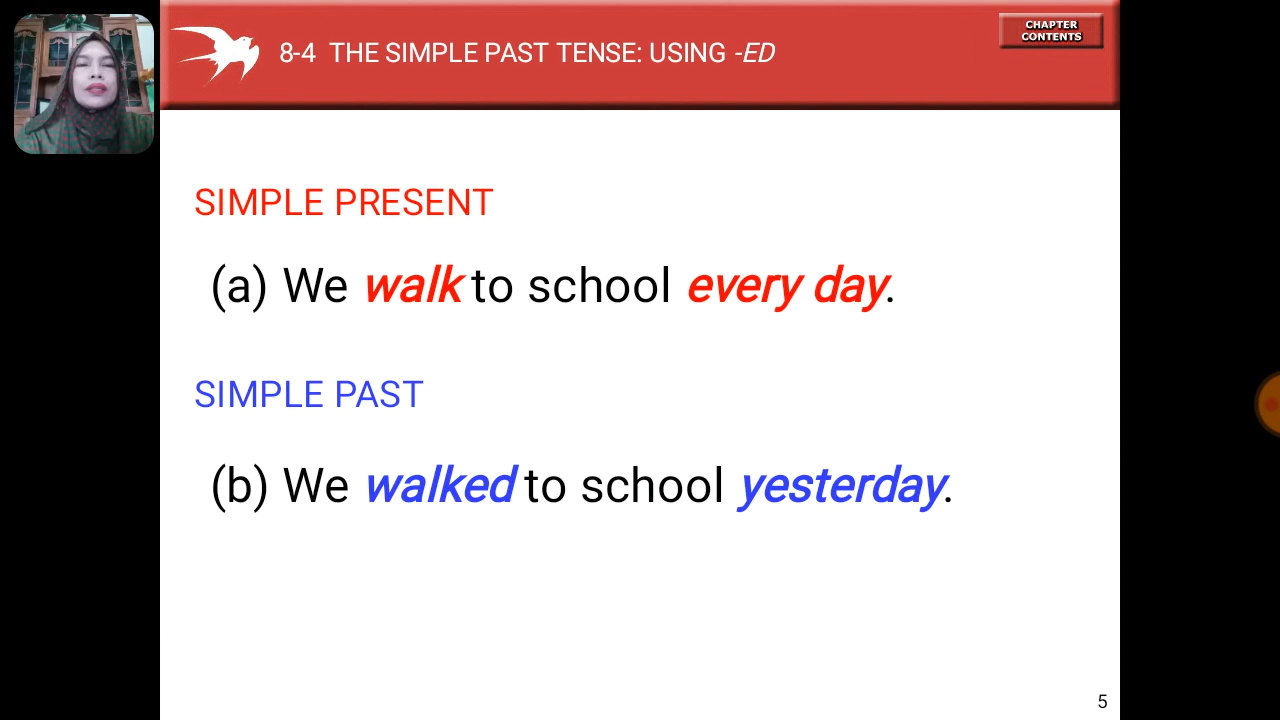 8-4 THE SIMPLE PAST TENSE: USING -ED
CHAPTER
CONTENTS
SIMPLE PRESENT
(a) We walk to school every day.
SIMPLE PAST
(b) We walked to school yesterday.
5